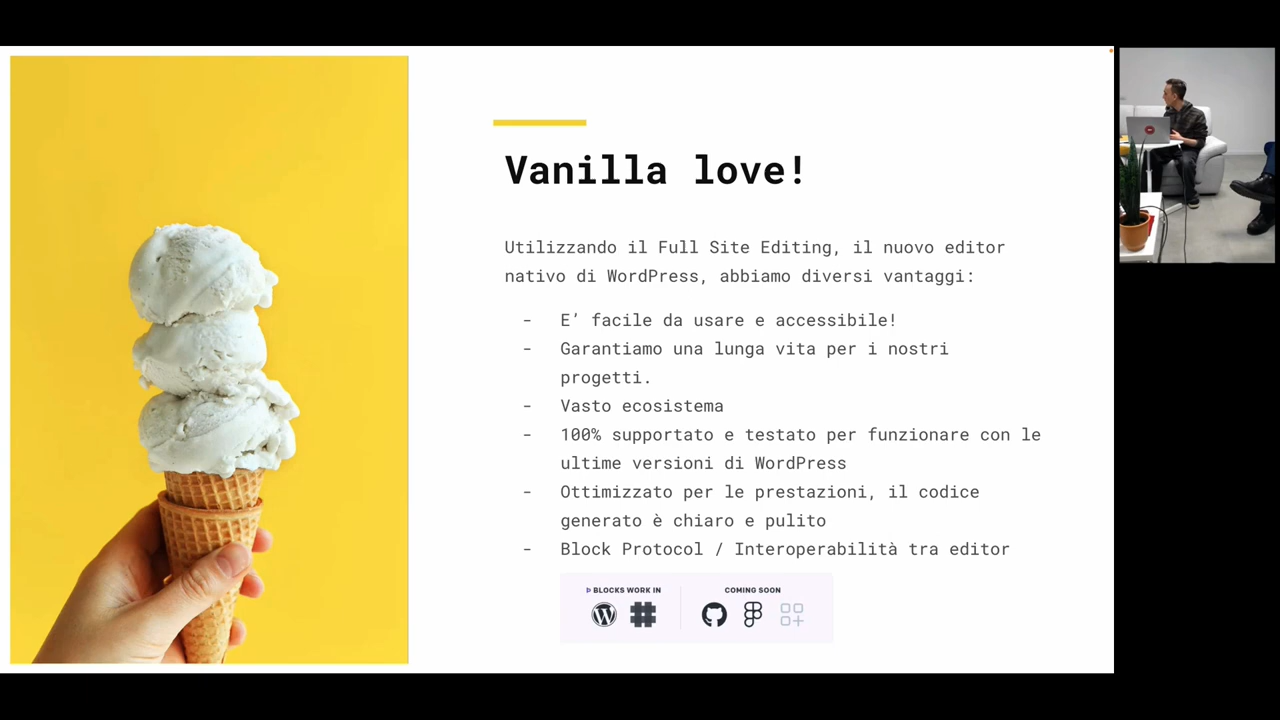 Vanilla love!
Utilizzando il Full Site Editing, il nuovo editor
nativo di WordPress, abbiamo diversi vantaggi:
- E’ facile da usare e accessibile!
- Garantiamo una lunga vita per i nostri
progetti.
- Vasto ecosistema
- 100% supportato e testato per funzionare con le
ultime versioni di WordPress
- Ottimizzato per le prestazioni, il codice
generato è chiaro e pulito
- Block Protocol / Interoperabilità tra editor
BLOCKS WORK IN
COMING SOON